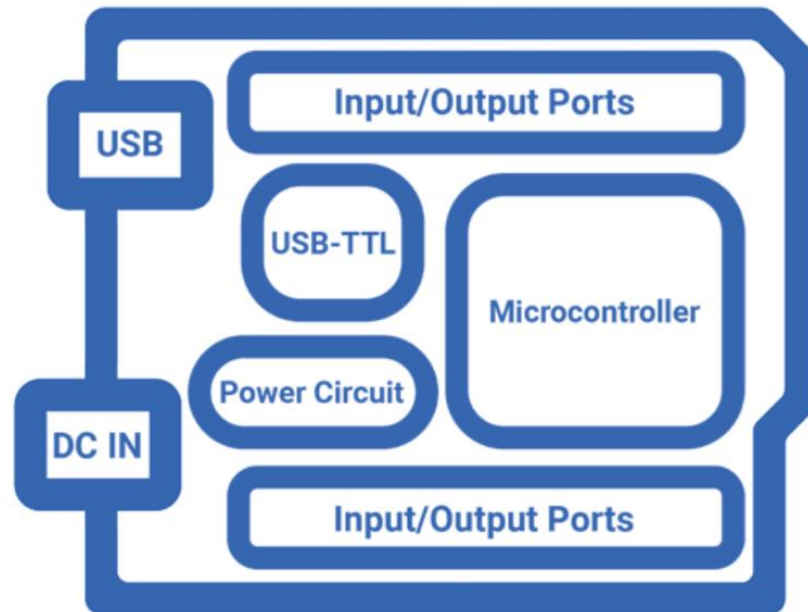 Input/Output Ports
USB
USB-TTL
Microcontroller
Power Circuit
DC IN
Input/Output Ports